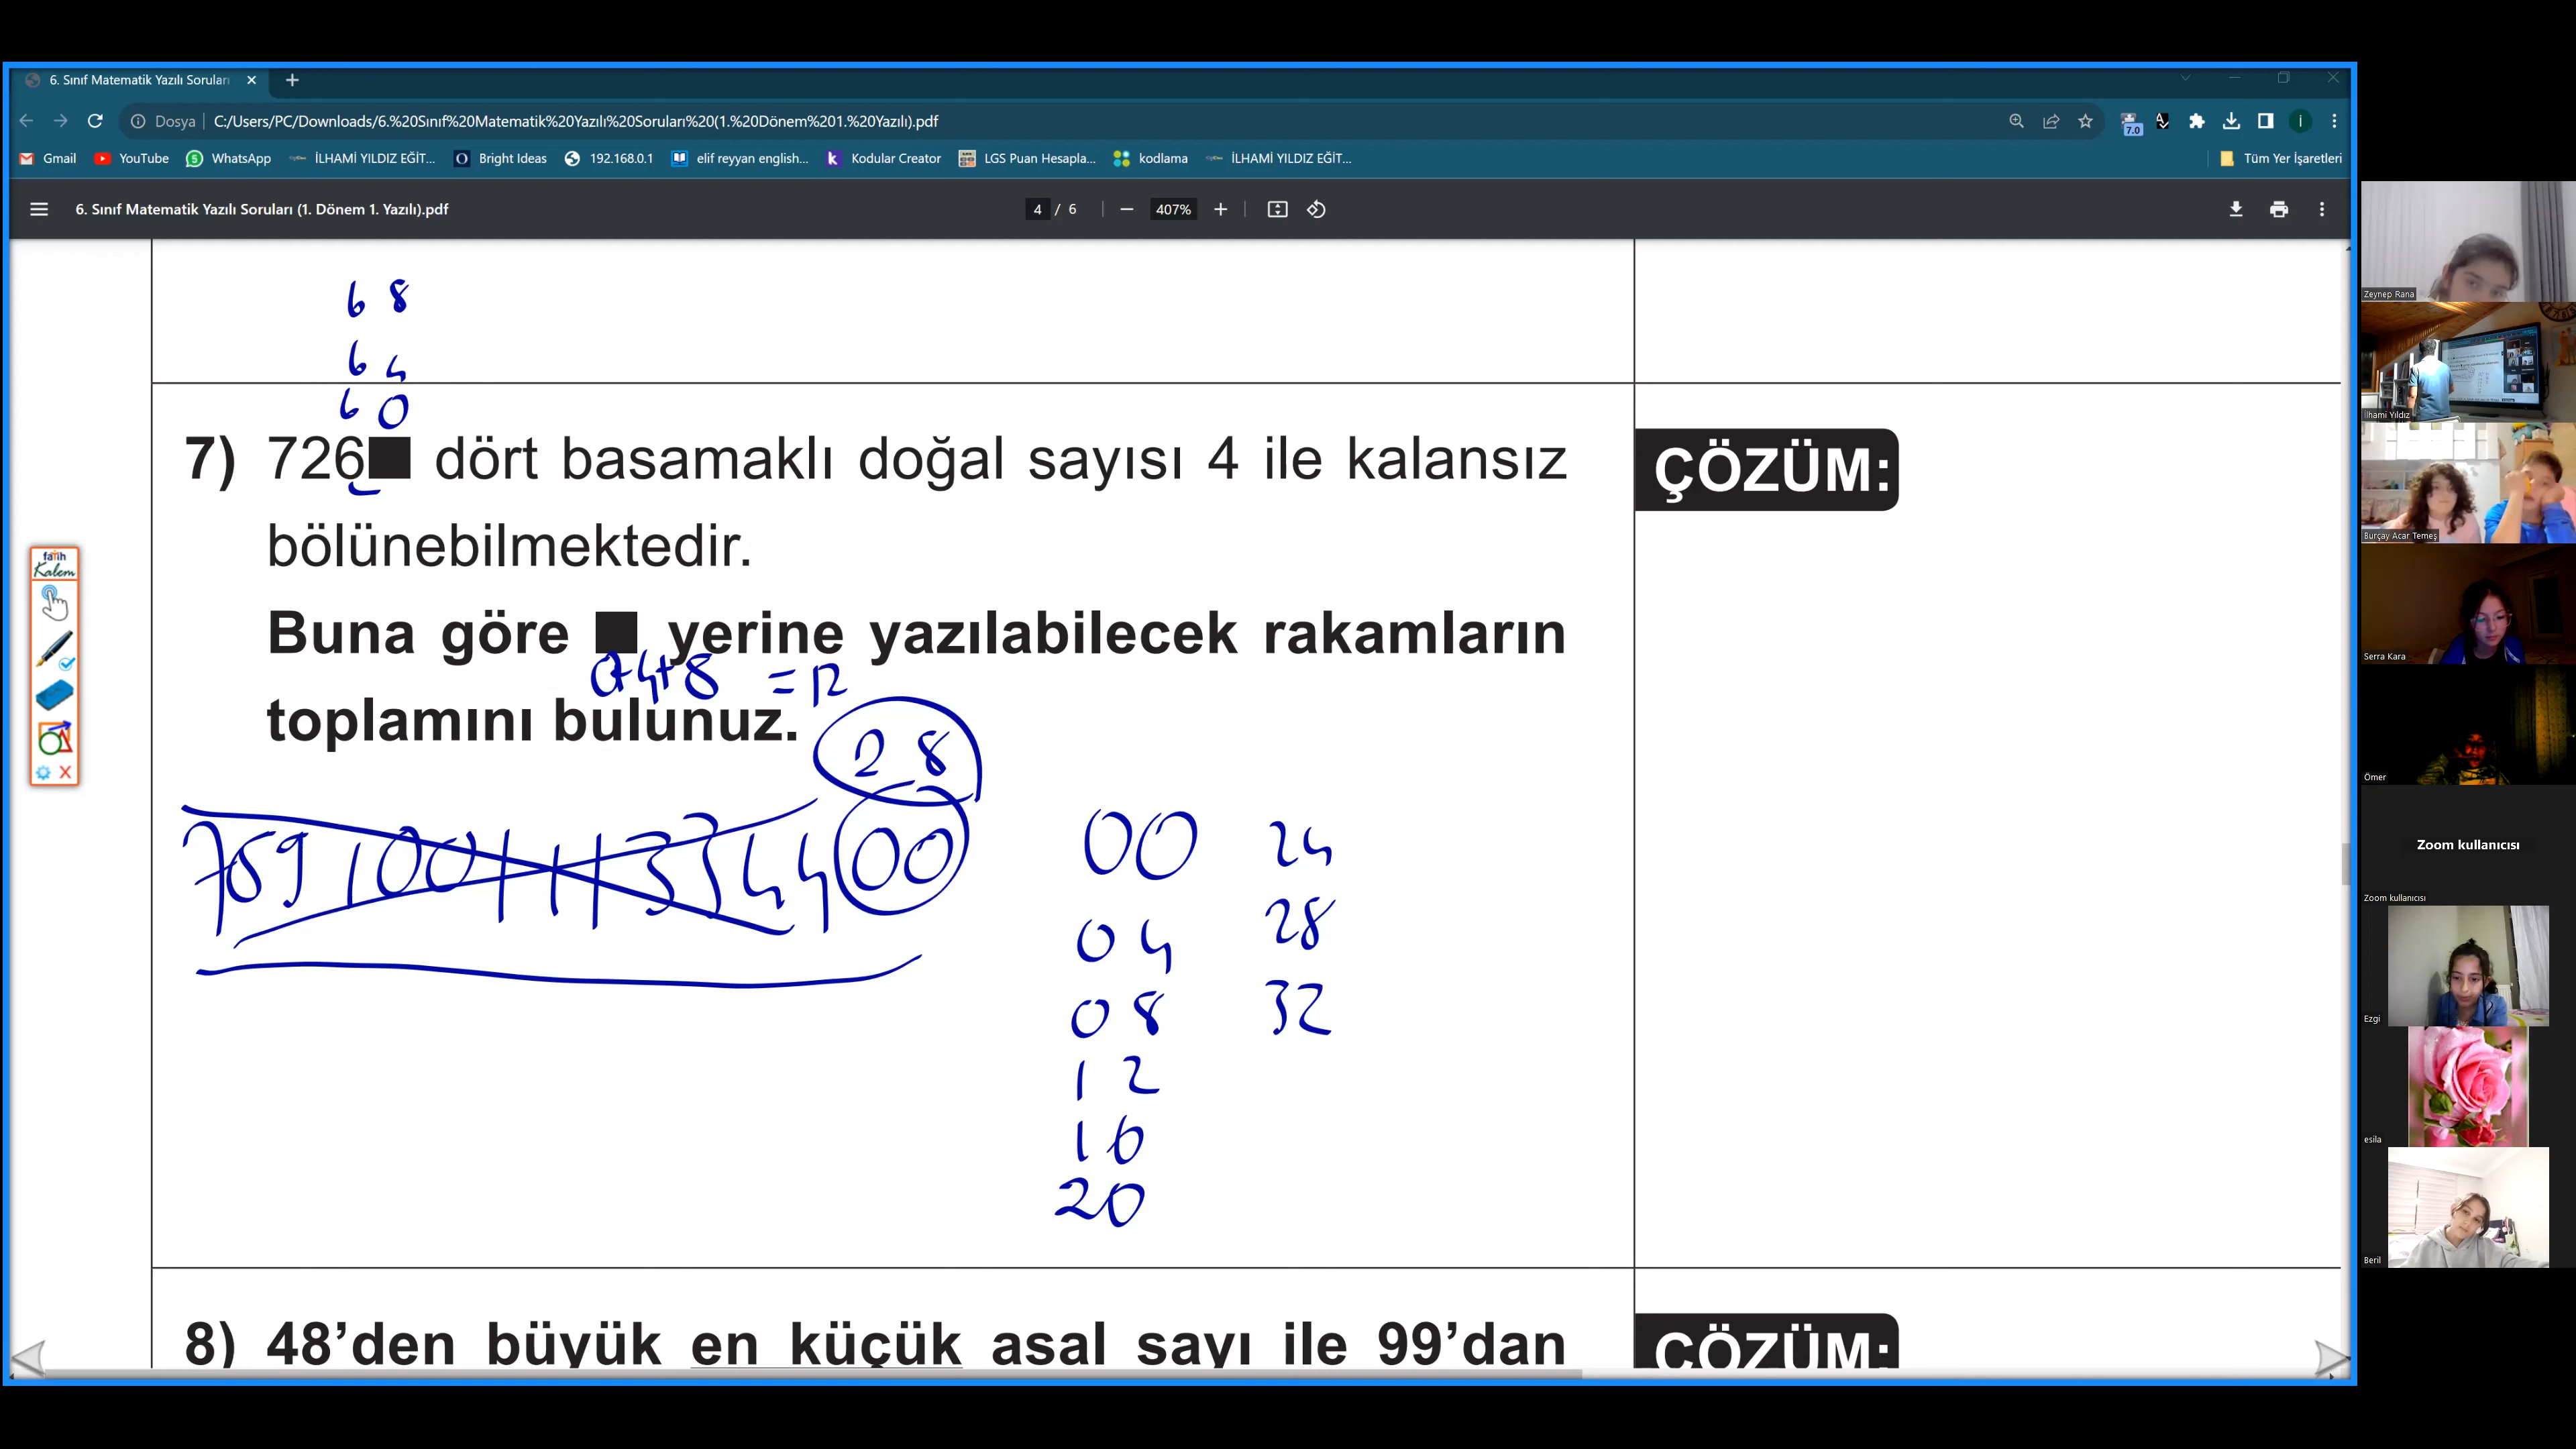 6. Sınıf Matematik Yazılı Soruları
Dosya C:/Users/PC/Downloads/6.%20Sınıf%20Matematik%20Yazılı%20Soruları%20(1.%20Dönem%201.%20Yazılı).pdf
7.0
Gmail YouTube WhatsApp İLHAMİ YILDIZ EĞİT... Bright Ideas 192.168.0.1 elif reyyan english... Kodular Creator LGS Puan Hesapla... kodlama İLHAMİ YILDIZ EĞİT... Tüm Yer İşaretleri
6. Sınıf Matematik Yazılı Soruları (1. Dönem 1. Yazılı).pdf 4 / 6 407%
68
64
60
7) 726■ dört basamaklı doğal sayısı 4 ile kalansız
bölünebilmektedir.
Buna göre ■ yerine yazılabilecek rakamların
0+4+8 = 12
toplamını bulunuz.
ÇÖZÜM:
28
00 24
04 28
08 32
12
16
20
8) 48’den büyük en küçük asal sayı ile 99’dan
ÇÖZÜM:
fatih
Kalem
Zeynep Rana
İlhami Yıldız
Burçay Acar Temeş
Serra Kara
Ömer
Zoom kullanıcısı
Zoom kullanıcısı
Ezgi
esila
Beril